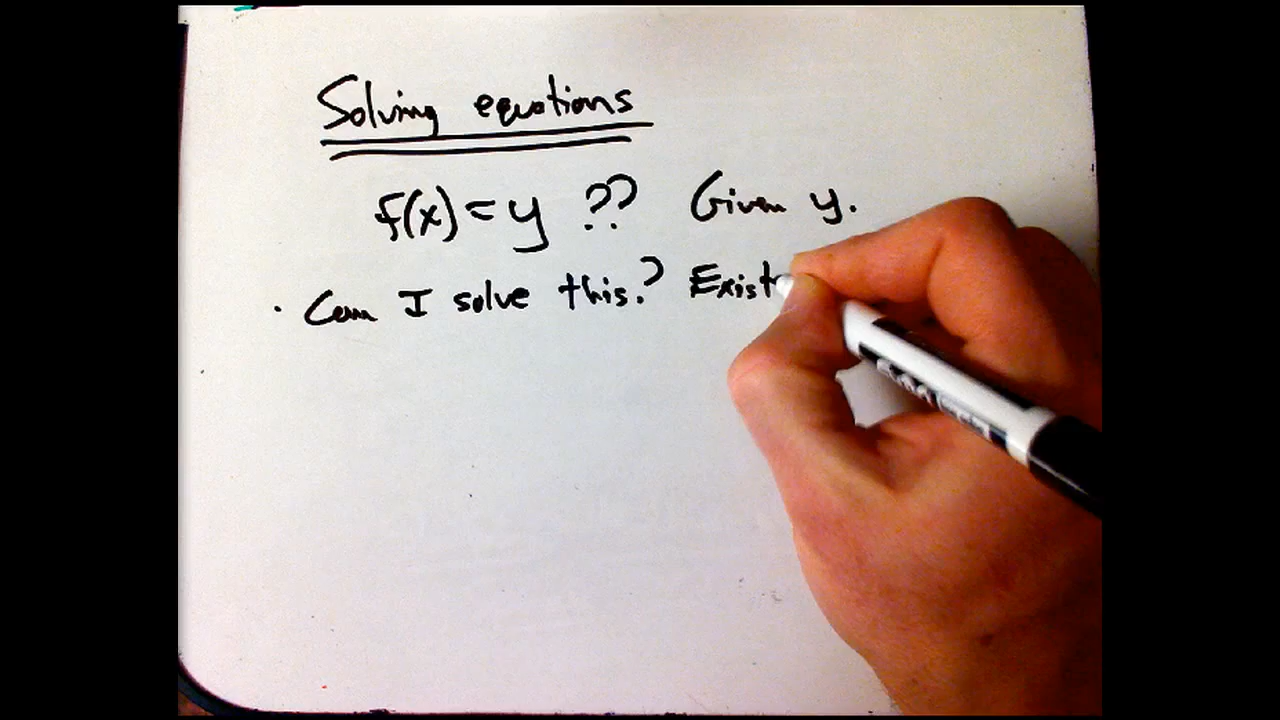 Solving equations
f(x) = y ?? Given y.
· Can I solve this? Exist